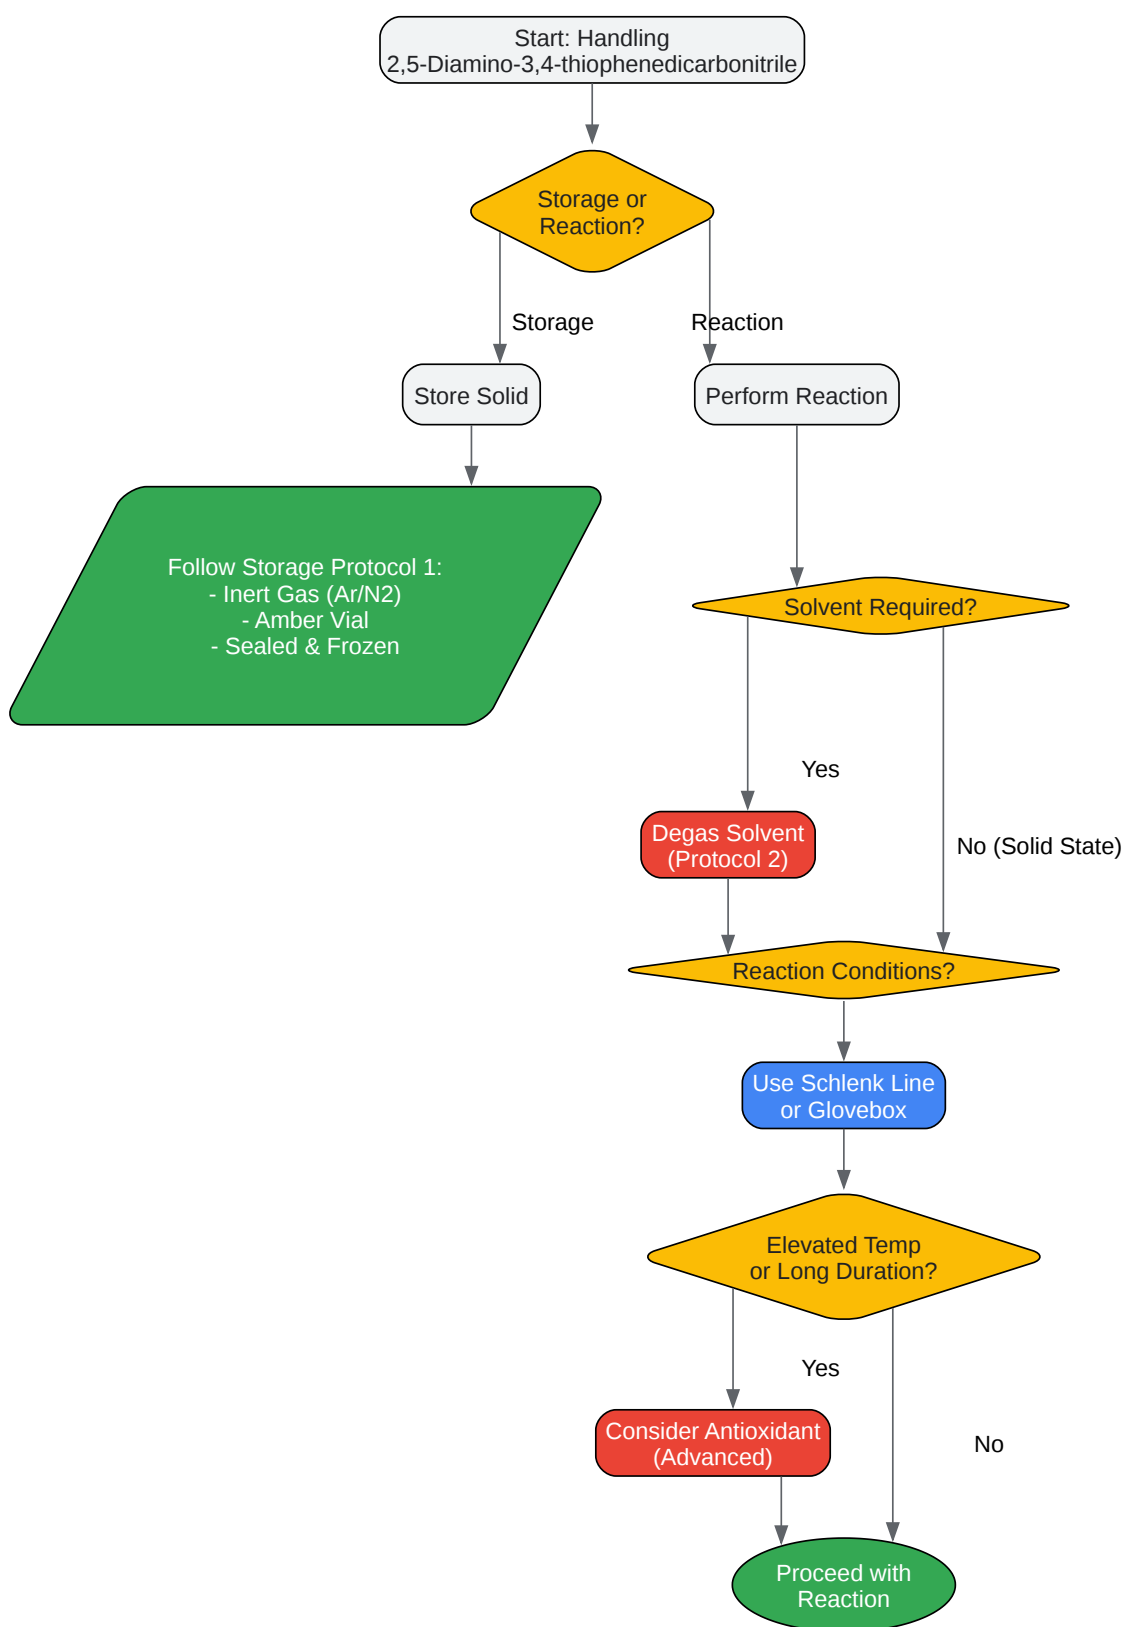 Start: Handling
2,5-Diamino-3,4-thiophenedicarbonitrile
Storage or
Reaction?
Storage
Reaction
Store Solid
Perform Reaction
Follow Storage Protocol 1:
- Inert Gas (Ar/N2)
- Amber Vial
- Sealed & Frozen
Solvent Required?
Yes
Degas Solvent
(Protocol 2)
No (Solid State)
Reaction Conditions?
Use Schlenk Line
or Glovebox
Elevated Temp
or Long Duration?
Yes
Consider Antioxidant
(Advanced)
No
Proceed with
Reaction